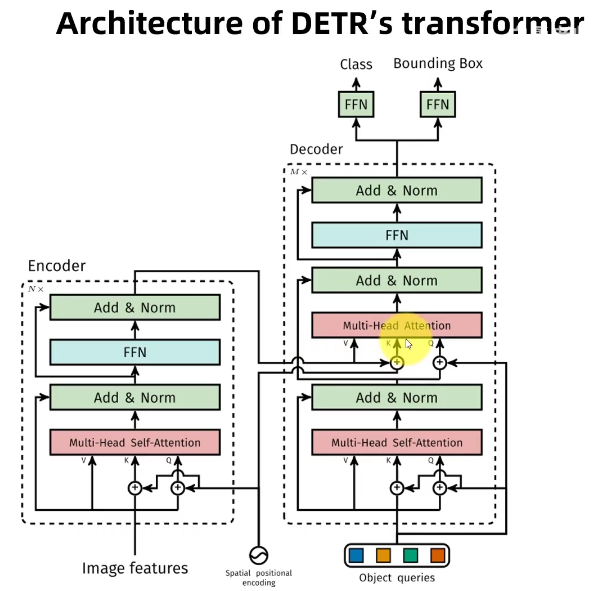 Architecture of DETR's transformer
Class
Bounding Box
FFN
FFN
Decoder
M×
Add & Norm
FFN
Add & Norm
Multi-Head Attention
V
K
Q
Add & Norm
Multi-Head Self-Attention
V
K
Q
Encoder
N×
Add & Norm
FFN
Add & Norm
Multi-Head Self-Attention
V
K
Q
Image features
Spatial positional
encoding
Object queries